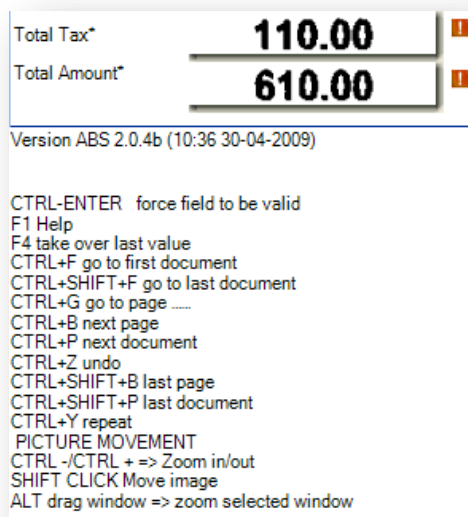 Total Tax* 110.00 !
Total Amount* 610.00 !
Version ABS 2.0.4b (10:36 30-04-2009)
CTRL-ENTER force field to be valid
F1 Help
F4 take over last value
CTRL+F go to first document
CTRL+SHIFT+F go to last document
CTRL+G go to page ......
CTRL+B next page
CTRL+P next document
CTRL+Z undo
CTRL+SHIFT+B last page
CTRL+SHIFT+P last document
CTRL+Y repeat
PICTURE MOVEMENT
CTRL -/CTRL + => Zoom in/out
SHIFT CLICK Move image
ALT drag window => zoom selected window